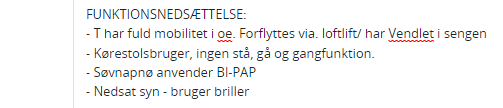 FUNKTIONSNEDSÆTTELSE:
- T har fuld mobilitet i oe. Forflyttes via. loftlift/ har Vendlet i sengen
- Kørestolsbruger, ingen stå, gå og gangfunktion.
- Søvnapnø anvender BI-PAP
- Nedsat syn - bruger briller